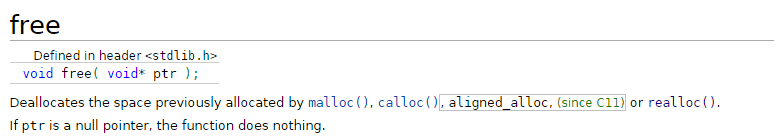 free
Defined in header <stdlib.h>
void free( void* ptr );
Deallocates the space previously allocated by malloc(), calloc(), aligned_alloc, (since C11) or realloc().
If ptr is a null pointer, the function does nothing.